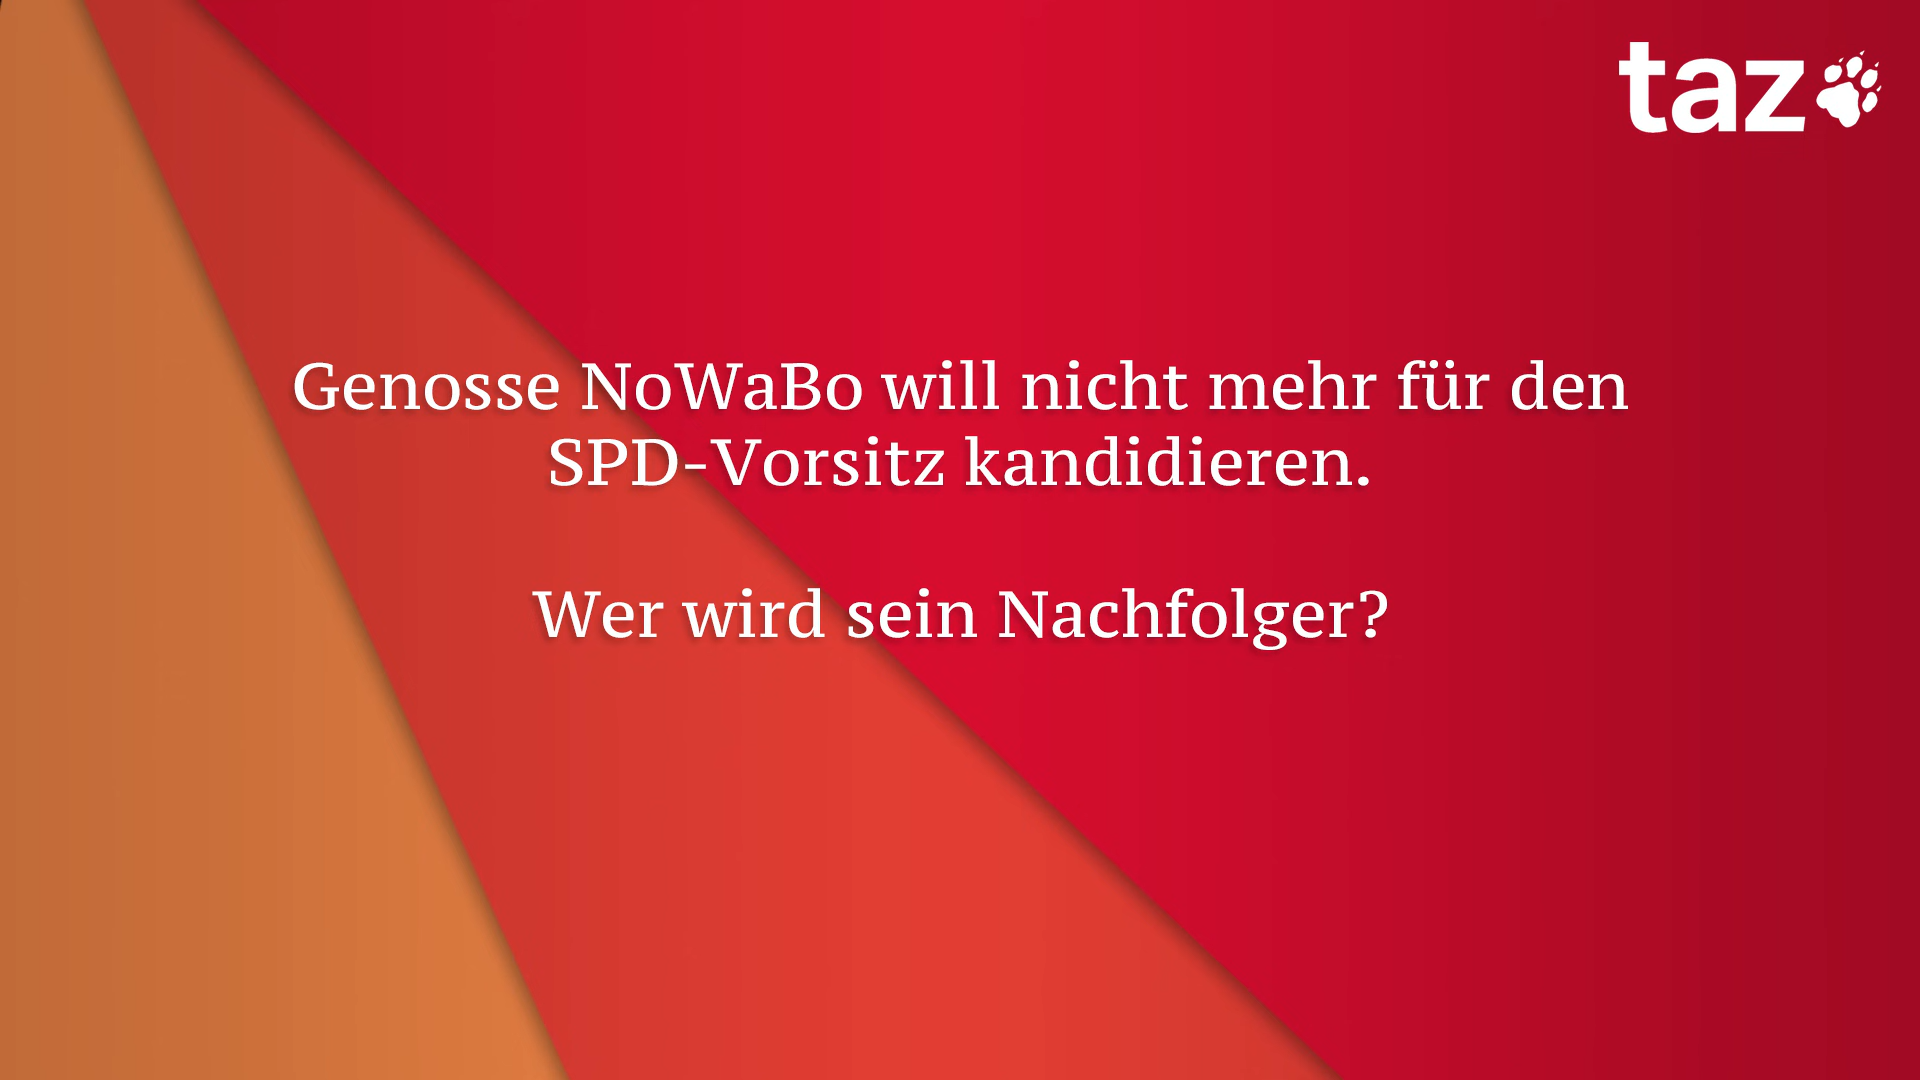 taz
Genosse NoWaBo will nicht mehr für den
SPD-Vorsitz kandidieren.
Wer wird sein Nachfolger?